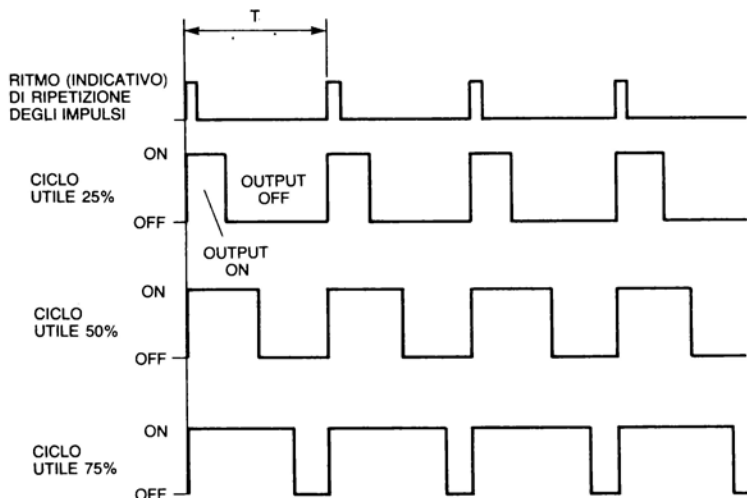 T
RITMO (INDICATIVO)
DI RIPETIZIONE
DEGLI IMPULSI
ON
CICLO
UTILE 25%
OUTPUT
OFF
OFF
OUTPUT
ON
ON
CICLO
UTILE 50%
OFF
ON
CICLO
UTILE 75%
OFF